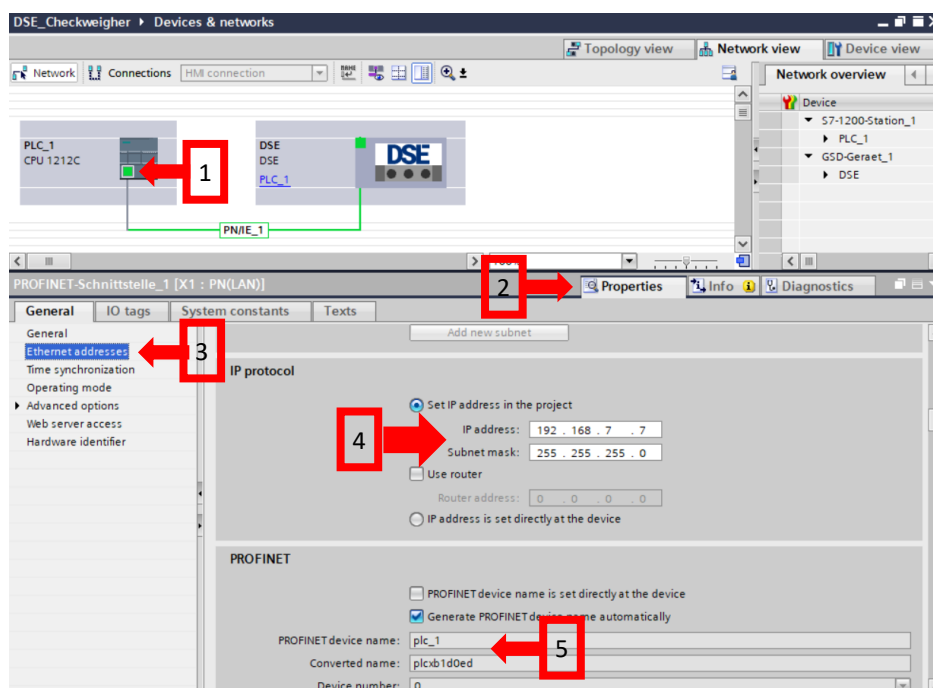 DSE_Checkweigher ▸ Devices & networks
Topology view Network view Device view
Network Connections HMI connection
Network overview
Device
S7-1200-Station_1
PLC_1
GSD-Geraet_1
DSE
PLC_1
CPU 1212C
1
DSE
DSE
PLC_1
DSE
PN/IE_1
2
PROFINET-Schnittstelle_1 [X1 : PN(LAN)]
Properties Info Diagnostics
General IO tags System constants Texts
General
Ethernet addresses
Time synchronization
Operating mode
Advanced options
Web server access
Hardware identifier
3
Add new subnet
IP protocol
Set IP address in the project
IP address: 192 . 168 . 7 . 7
4
Subnet mask: 255 . 255 . 255 . 0
Use router
Router address: 0 . 0 . 0 . 0
IP address is set directly at the device
PROFINET
PROFINET device name is set directly at the device
Generate PROFINET device name automatically
PROFINET device name: plc_1
5
Converted name: plcxb1d0ed
Device number: 0